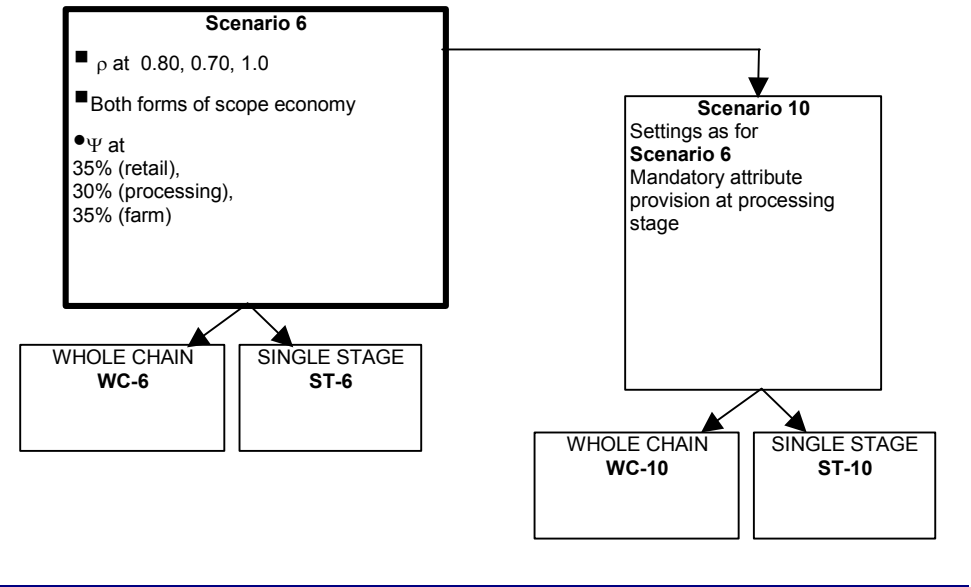 Scenario 6
■ ρ at 0.80, 0.70, 1.0
■ Both forms of scope economy
● Ψ at
35% (retail),
30% (processing),
35% (farm)
WHOLE CHAIN
WC-6
SINGLE STAGE
ST-6
Scenario 10
Settings as for
Scenario 6
Mandatory attribute
provision at processing
stage
WHOLE CHAIN
WC-10
SINGLE STAGE
ST-10